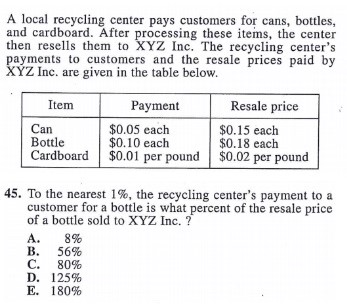 A local recycling center pays customers for cans, bottles,
and cardboard. After processing these items, the center
then resells them to XYZ Inc. The recycling center's
payments to customers and the resale prices paid by
XYZ Inc. are given in the table below.
Item Payment Resale price
Can $0.05 each $0.15 each
Bottle $0.10 each $0.18 each
Cardboard $0.01 per pound $0.02 per pound
45. To the nearest 1%, the recycling center's payment to a
customer for a bottle is what percent of the resale price
of a bottle sold to XYZ Inc. ?
A. 8%
B. 56%
C. 80%
D. 125%
E. 180%